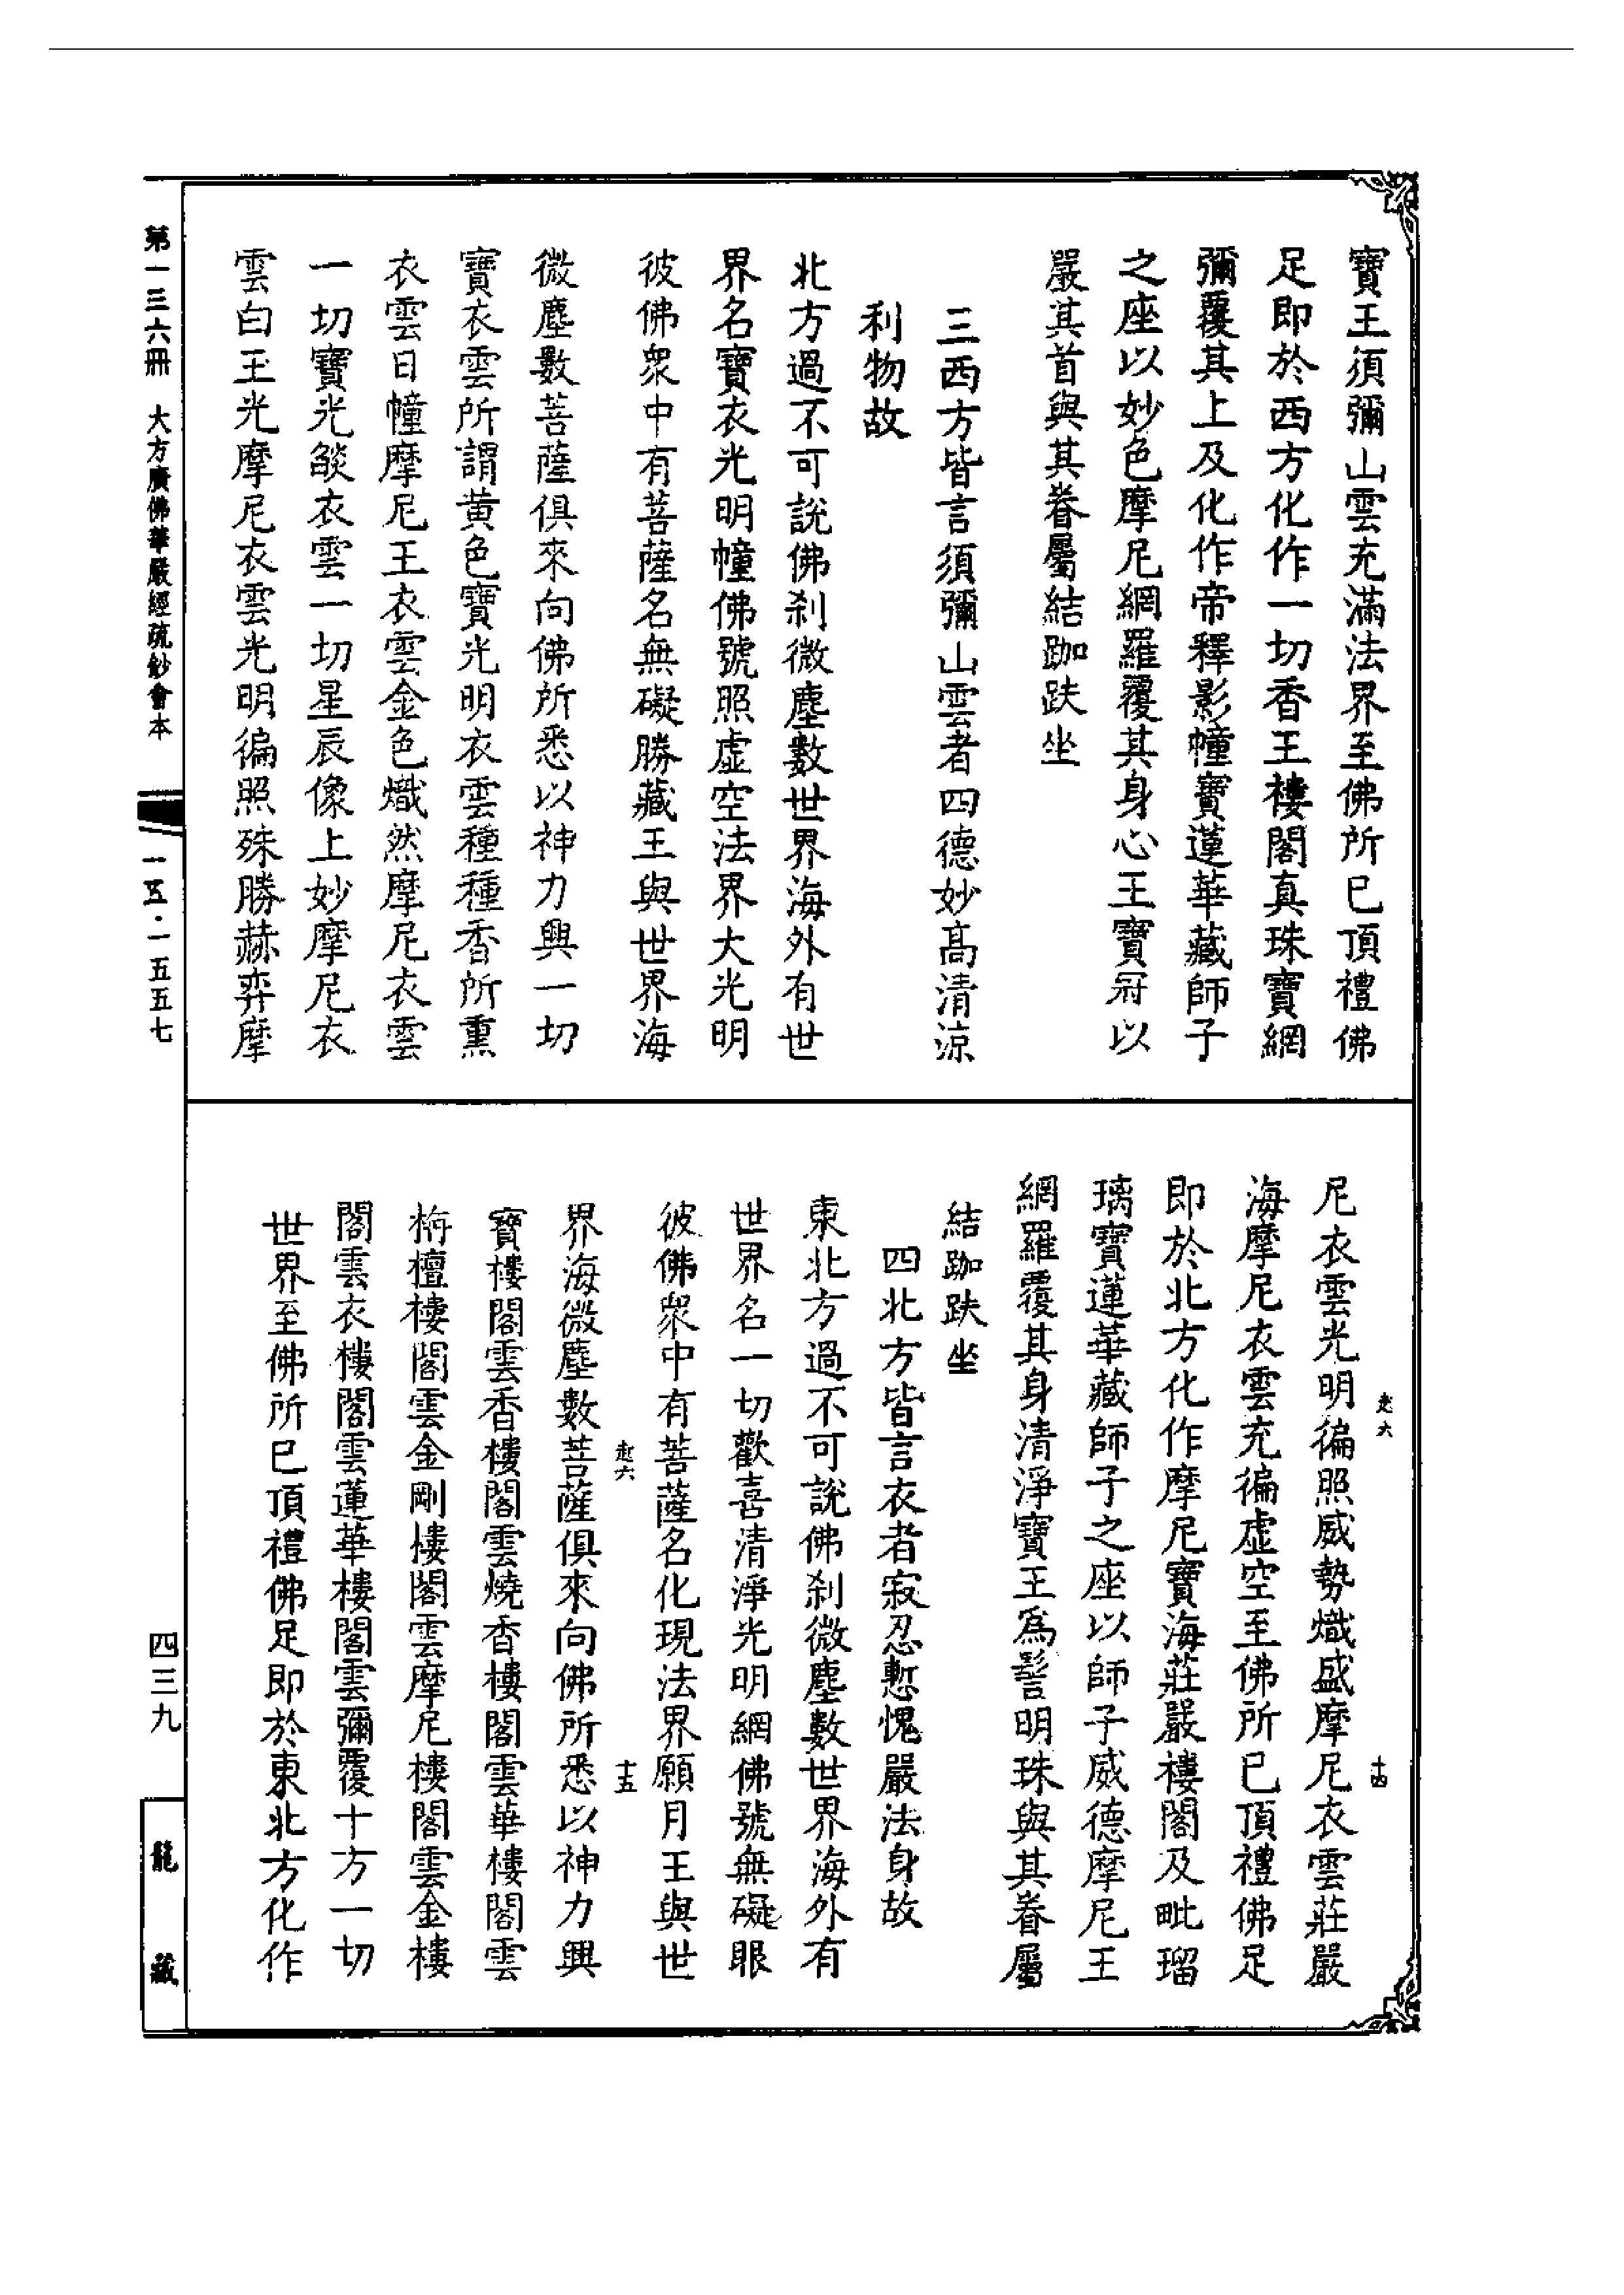 寶王須彌山雲充滿法界至佛所已頂禮佛
足即於西方化作一切香王樓閣真珠寶網
彌覆其上及化作帝釋影幢寶蓮華藏師子
之座以妙色摩尼網羅覆其身心王寶冠以
嚴其首與其眷屬結跏趺坐
三西方皆言須彌山雲者四德妙高清涼
利物故
北方過不可說佛刹微塵數世界海外有世
界名寶衣光明幢佛號照虛空法界大光明
彼佛眾中有菩薩名無礙勝藏王與世界海
微塵數菩薩俱來向佛所悉以神力興一切
寶衣雲所謂黃色寶光明衣雲種種香所熏
衣雲日幢摩尼王衣雲金色熾然摩尼衣雲
一切寶光燄衣雲一切星辰像上妙摩尼衣
雲白玉光摩尼衣雲光明徧照殊勝赫弈摩
尼衣雲光明徧照威勢熾盛摩尼衣雲莊嚴
海摩尼衣雲充徧虛空至佛所已頂禮佛足
即於北方化作摩尼寶海莊嚴樓閣及毗瑠
璃寶蓮華藏師子之座以師子威德摩尼王
網羅覆其身清淨寶王為髻明珠與其眷屬
結跏趺坐
四北方皆言衣者寂忍慙愧嚴法身故
東北方過不可說佛刹微塵數世界海外有
世界名一切歡喜清淨光明網佛號無礙眼
彼佛眾中有菩薩名化現法界願月王與世
界海微塵數菩薩俱來向佛所悉以神力興
寶樓閣雲香樓閣雲燒香樓閣雲華樓閣雲
栴檀樓閣雲金剛樓閣雲摩尼樓閣雲金樓
閣雲衣樓閣雲蓮華樓閣雲彌覆十方一切
世界至佛所已頂禮佛足即於東北方化作
十四
十五
第一三六冊 大方廣佛華嚴經疏鈔會本
一五·一五五七
四三九
龍藏